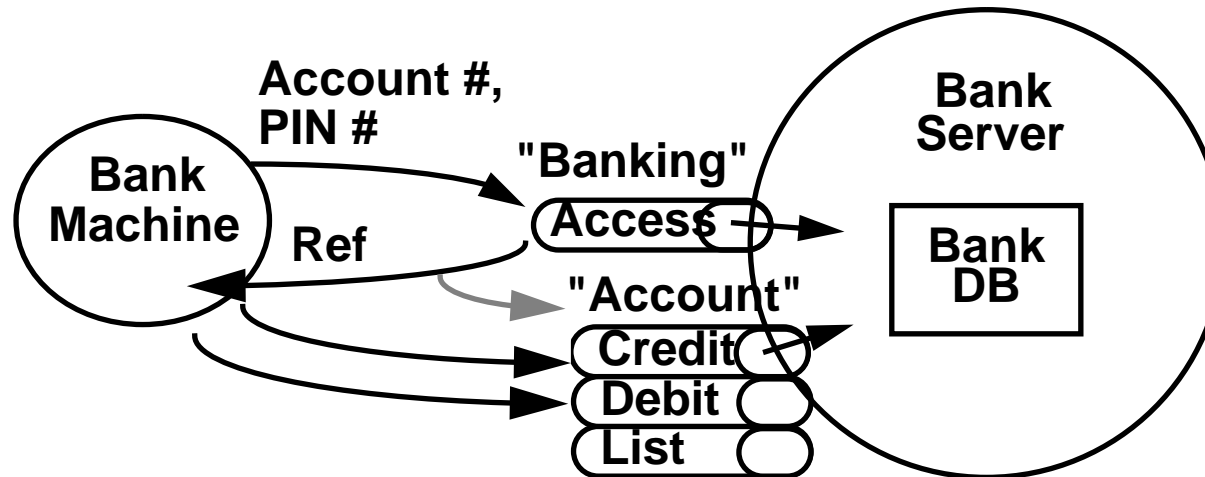 Account #,
PIN #
Bank
Machine
Ref
"Banking"
Access
"Account"
Credit
Debit
List
Bank
Server
Bank
DB